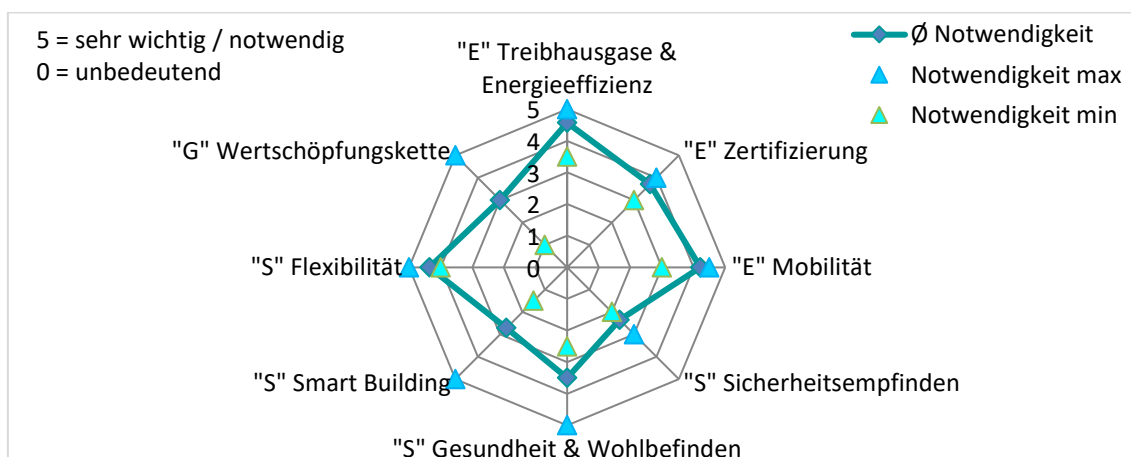 5 = sehr wichtig / notwendig
0 = unbedeutend
"E" Treibhausgase &
Energieeffizienz
Ø Notwendigkeit
Notwendigkeit max
Notwendigkeit min
"G" Wertschöpfungskette
"E" Zertifizierung
5
4
3
2
1
0
"S" Flexibilität
"E" Mobilität
"S" Smart Building
"S" Sicherheitsempfinden
"S" Gesundheit & Wohlbefinden